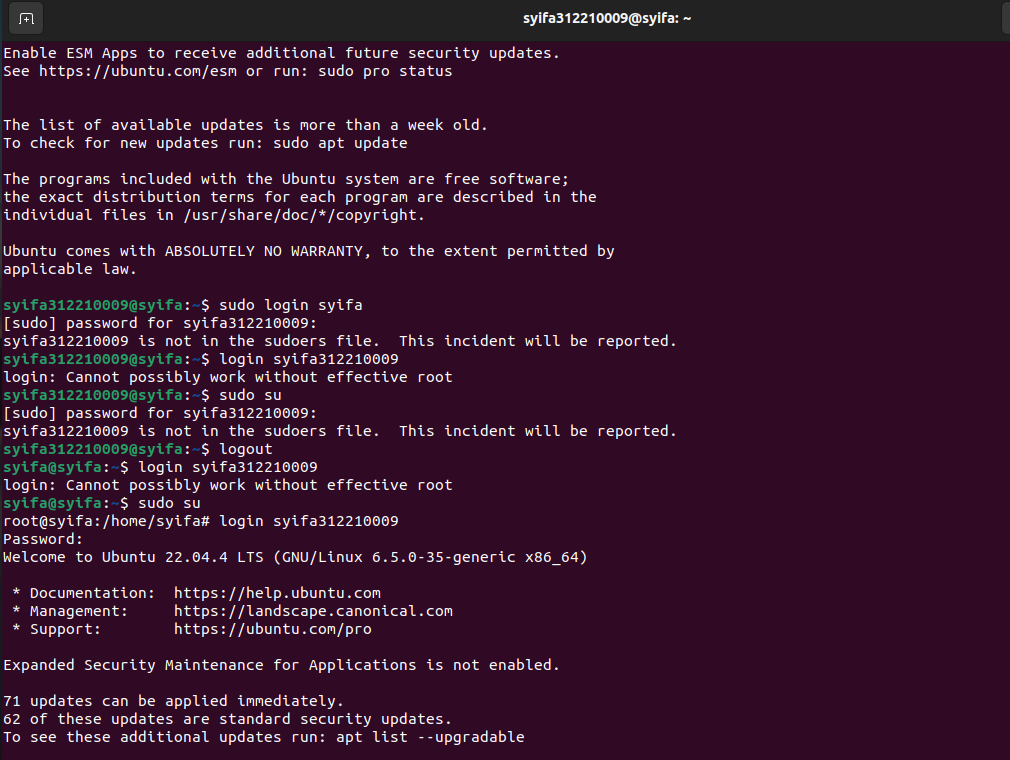 syifa312210009@syifa: ~
Enable ESM Apps to receive additional future security updates.
See https://ubuntu.com/esm or run: sudo pro status
The list of available updates is more than a week old.
To check for new updates run: sudo apt update
The programs included with the Ubuntu system are free software;
the exact distribution terms for each program are described in the
individual files in /usr/share/doc/*/copyright.
Ubuntu comes with ABSOLUTELY NO WARRANTY, to the extent permitted by
applicable law.
syifa312210009@syifa:~$ sudo login syifa
[sudo] password for syifa312210009:
syifa312210009 is not in the sudoers file.  This incident will be reported.
syifa312210009@syifa:~$ login syifa312210009
login: Cannot possibly work without effective root
syifa312210009@syifa:~$ sudo su
[sudo] password for syifa312210009:
syifa312210009 is not in the sudoers file.  This incident will be reported.
syifa312210009@syifa:~$ logout
syifa@syifa:~$ login syifa312210009
login: Cannot possibly work without effective root
syifa@syifa:~$ sudo su
root@syifa:/home/syifa# login syifa312210009
Password:
Welcome to Ubuntu 22.04.4 LTS (GNU/Linux 6.5.0-35-generic x86_64)
 * Documentation:  https://help.ubuntu.com
 * Management:     https://landscape.canonical.com
 * Support:        https://ubuntu.com/pro
Expanded Security Maintenance for Applications is not enabled.
71 updates can be applied immediately.
62 of these updates are standard security updates.
To see these additional updates run: apt list --upgradable